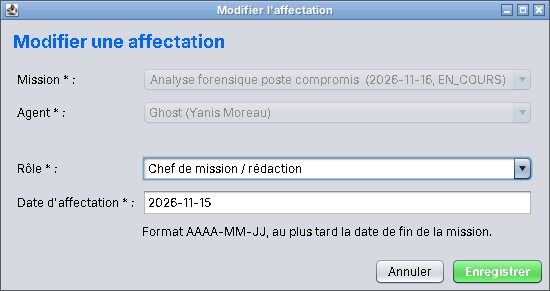 Modifier l'affectation
Modifier une affectation
Mission * :
Analyse forensique poste compromis (2026-11-16, EN_COURS)
Agent * :
Ghost (Yanis Moreau)
Rôle * :
Chef de mission / rédaction
Date d'affectation * :
2026-11-15
Format AAAA-MM-JJ, au plus tard la date de fin de la mission.
Annuler
Enregistrer